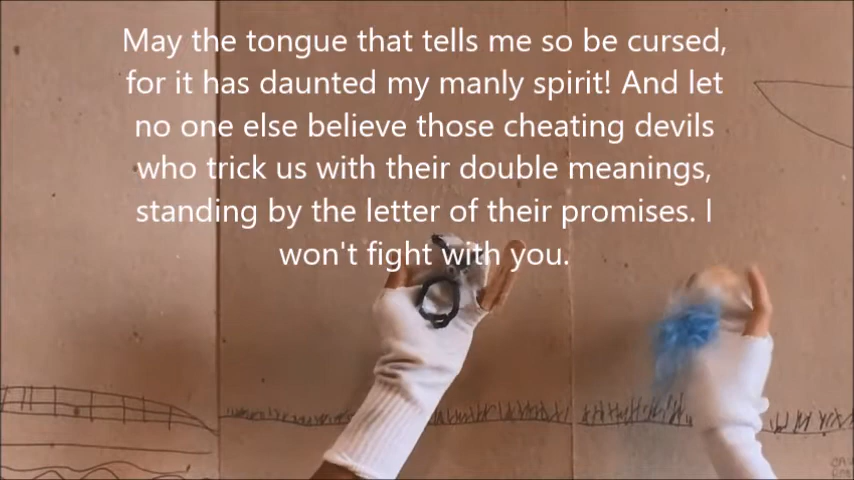 May the tongue that tells me so be cursed,
for it has daunted my manly spirit! And let
no one else believe those cheating devils
who trick us with their double meanings,
standing by the letter of their promises. I
won't fight with you.